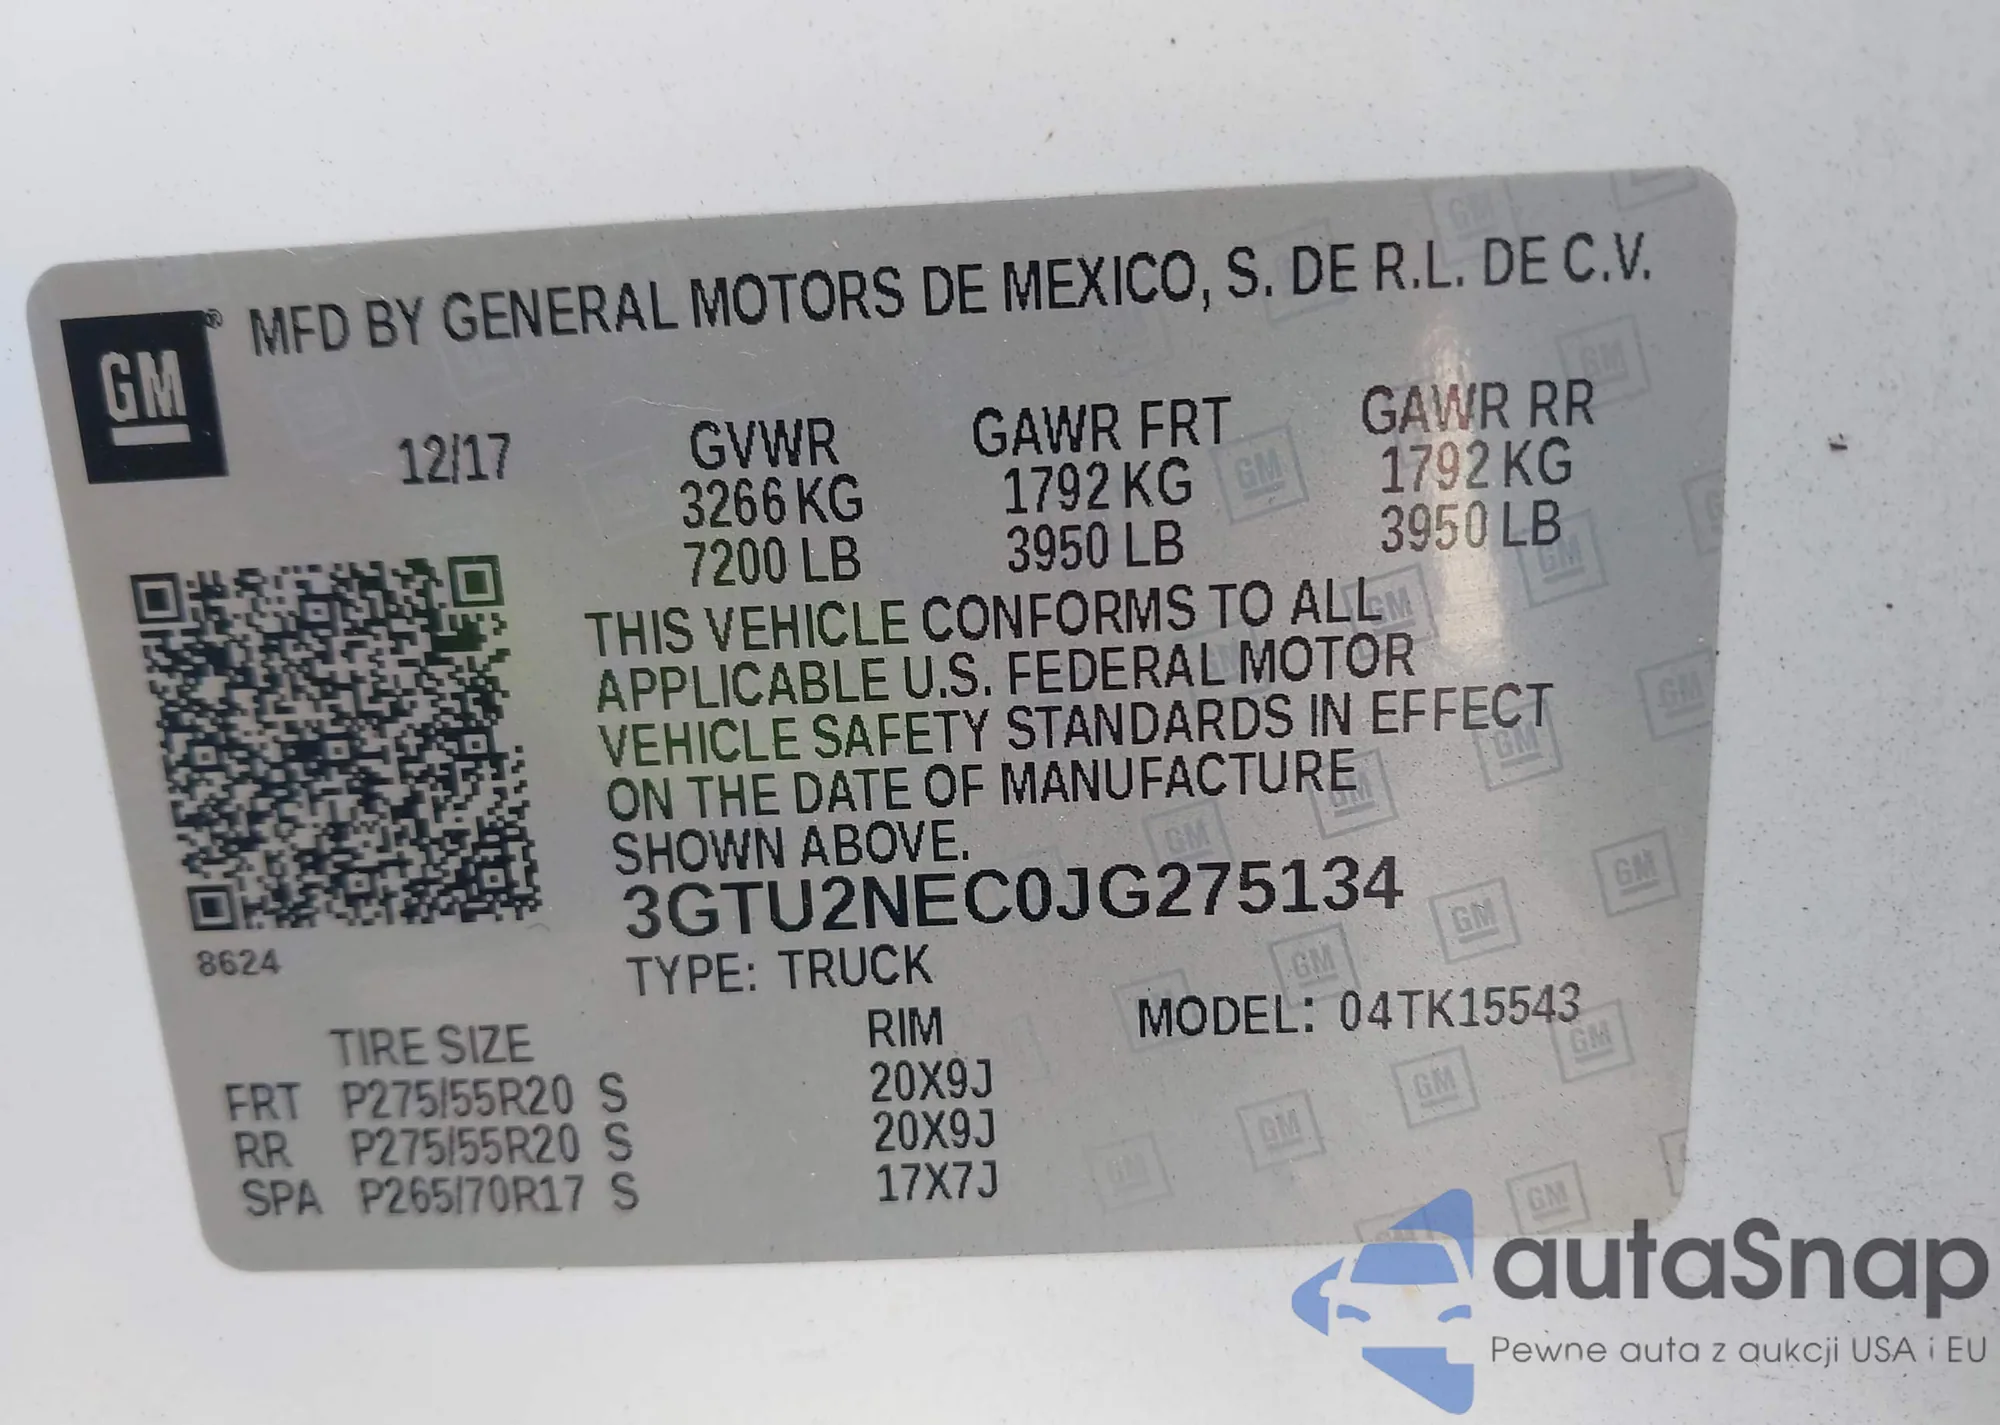 MFD BY GENERAL MOTORS DE MEXICO, S. DE R.L. DE C.V.
GM ®
12/17
GVWR GAWR FRT GAWR RR
3266 KG 1792 KG 1792 KG
7200 LB 3950 LB 3950 LB
THIS VEHICLE CONFORMS TO ALL
APPLICABLE U.S. FEDERAL MOTOR
VEHICLE SAFETY STANDARDS IN EFFECT
ON THE DATE OF MANUFACTURE
SHOWN ABOVE.
3GTU2NEC0JG275134
8624
TYPE: TRUCK
MODEL: 04TK15543
TIRE SIZE RIM
FRT P275/55R20 S 20X9J
RR P275/55R20 S 20X9J
SPA P265/70R17 S 17X7J
autaSnap
Pewne auta z aukcji USA i EU